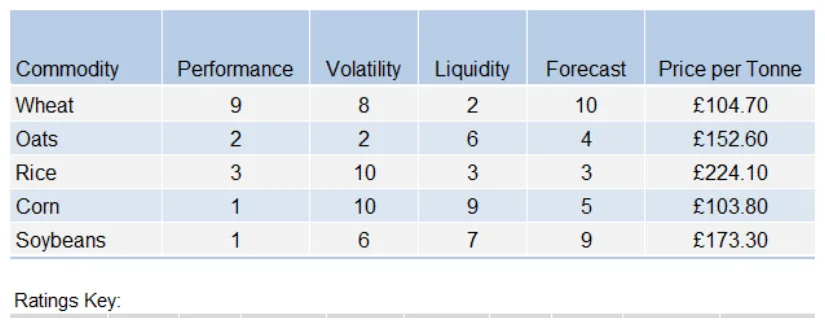 Commodity Performance Volatility Liquidity Forecast Price per Tonne
Wheat 9 8 2 10 £104.70
Oats 2 2 6 4 £152.60
Rice 3 10 3 3 £224.10
Corn 1 10 9 5 £103.80
Soybeans 1 6 7 9 £173.30
Ratings Key: